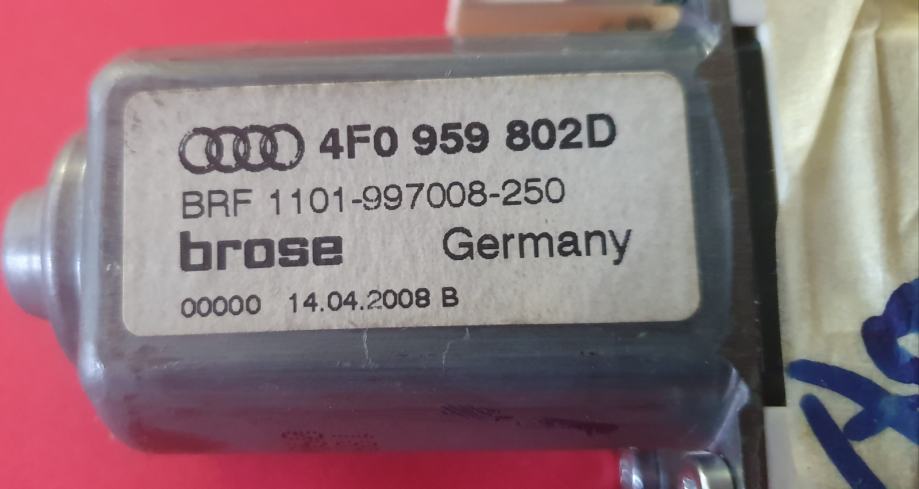 4F0 959 802D
BRF 1101-997008-250
brose Germany
00000 14.04.2008 B